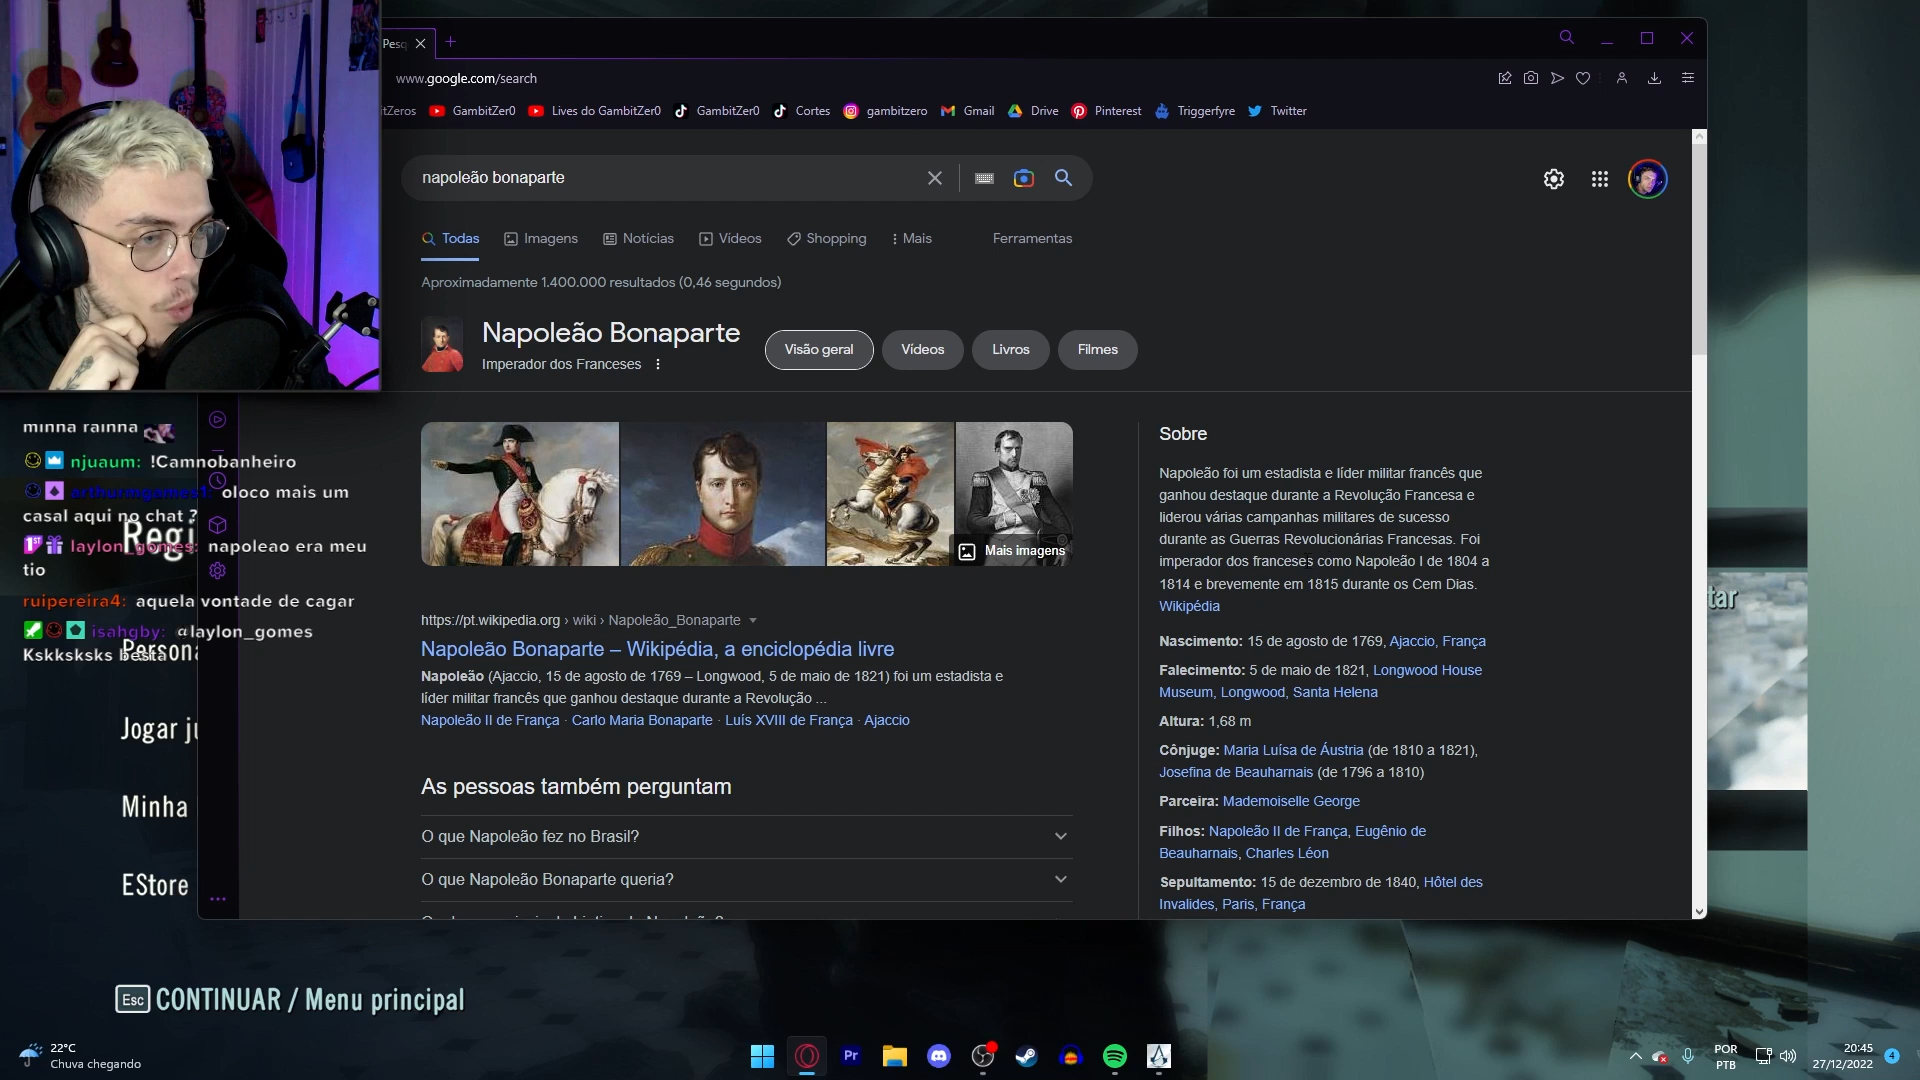 Pesq
www.google.com/search
itZeros
GambitZer0
Lives do GambitZer0
GambitZer0
Cortes
gambitzero
Gmail
Drive
Pinterest
Triggerfyre
Twitter
napoleão bonaparte
Todas
Imagens
Notícias
Vídeos
Shopping
Mais
Ferramentas
Aproximadamente 1.400.000 resultados (0,46 segundos)
Napoleão Bonaparte
Imperador dos Franceses
Visão geral
Vídeos
Livros
Filmes
Mais imagens
https://pt.wikipedia.org › wiki › Napoleão_Bonaparte
Napoleão Bonaparte – Wikipédia, a enciclopédia livre
Napoleão (Ajaccio, 15 de agosto de 1769 – Longwood, 5 de maio de 1821) foi um estadista e
líder militar francês que ganhou destaque durante a Revolução ...
Napoleão II de França · Carlo Maria Bonaparte · Luís XVIII de França · Ajaccio
As pessoas também perguntam
O que Napoleão fez no Brasil?
O que Napoleão Bonaparte queria?
Sobre
Napoleão foi um estadista e líder militar francês que
ganhou destaque durante a Revolução Francesa e
liderou várias campanhas militares de sucesso
durante as Guerras Revolucionárias Francesas. Foi
imperador dos franceses como Napoleão I de 1804 a
1814 e brevemente em 1815 durante os Cem Dias.
Wikipédia
Nascimento: 15 de agosto de 1769, Ajaccio, França
Falecimento: 5 de maio de 1821, Longwood House
Museum, Longwood, Santa Helena
Altura: 1,68 m
Cônjuge: Maria Luísa de Áustria (de 1810 a 1821),
Josefina de Beauharnais (de 1796 a 1810)
Parceira: Mademoiselle George
Filhos: Napoleão II de França, Eugênio de
Beauharnais, Charles Léon
Sepultamento: 15 de dezembro de 1840, Hôtel des
Invalides, Paris, França
minha rainha
njuaum: !Camnobanheiro
arthurmgomes1: oloco mais um
casal aqui no chat ?
laylon_gomes: napoleao era meu
tio
ruipereira4: aquela vontade de cagar
isahgby: @laylon_gomes
Kskksksks besta
Regi
Persona
Jogar ju
Minha
EStore
tar
Esc CONTINUAR / Menu principal
22°C
Chuva chegando
Pr
POR
PTB
20:45
27/12/2022
4